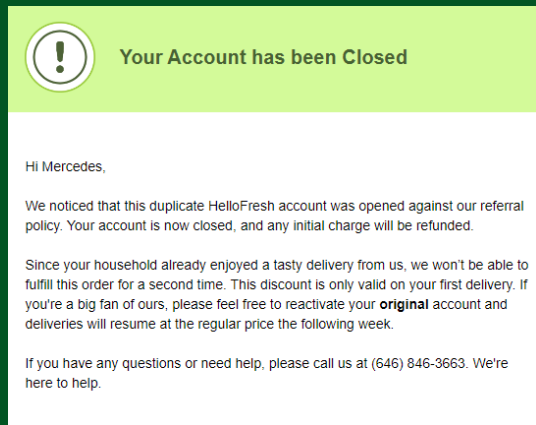 !
Your Account has been Closed
Hi Mercedes,
We noticed that this duplicate HelloFresh account was opened against our referral
policy. Your account is now closed, and any initial charge will be refunded.
Since your household already enjoyed a tasty delivery from us, we won't be able to
fulfill this order for a second time. This discount is only valid on your first delivery. If
you're a big fan of ours, please feel free to reactivate your original account and
deliveries will resume at the regular price the following week.
If you have any questions or need help, please call us at (646) 846-3663. We're
here to help.